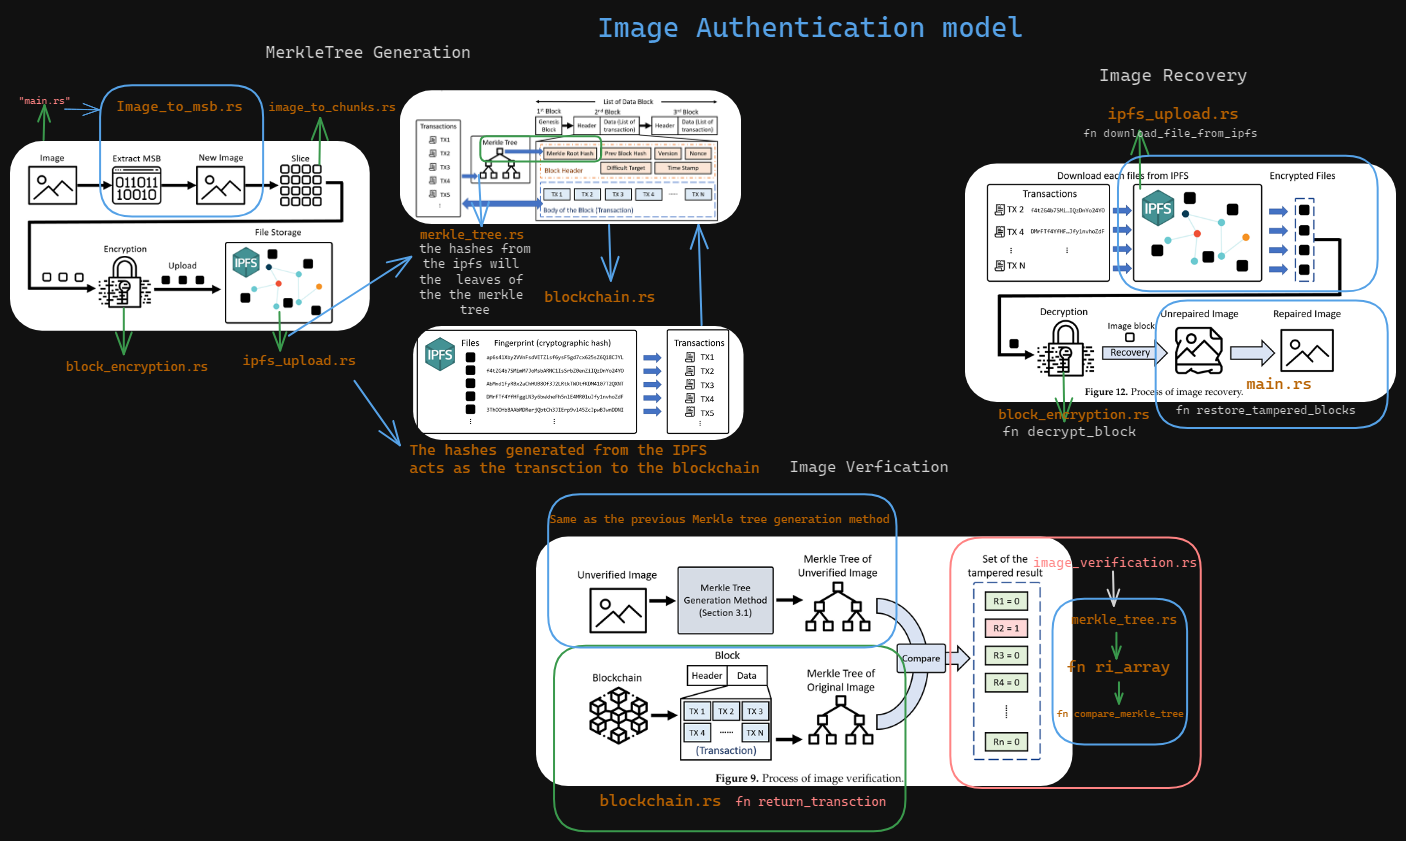 Image Authentication model
MerkleTree Generation
"main.rs"
Image_to_msb.rs
image_to_chunks.rs
Image
Extract MSB
New Image
Slice
011011
10010
Encryption
Upload
File Storage
IPFS
block_encryption.rs
ipfs_upload.rs
List of Data Block
1st Block
2nd Block
3rd Block
Genesis Block
Header
Data (List of transaction)
Header
Data (List of transaction)
Transactions
TX1
TX2
TX3
TX4
TX5
Merkle Tree
Merkle Root Hash
Prev Block Hash
Version
Nonce
Difficult Target
Time Stamp
Block Header
TX 1
TX 2
TX 3
TX 4
TX N
Body of the Block (Transaction)
merkle_tree.rs
the hashes from
the ipfs will
the leaves of
the the merkle
tree
blockchain.rs
IPFS
Files
Fingerprint (cryptographic hash)
Transactions
TX1
TX2
TX3
TX4
TX5
The hashes generated from the IPFS
acts as the transction to the blockchain
Image Recovery
ipfs_upload.rs
fn download_file_from_ipfs
Download each files from IPFS
Encrypted Files
Transactions
TX 2
TX 4
TX N
IPFS
Decryption
Image block
Recovery
Unrepaired Image
Repaired Image
main.rs
Figure 12. Process of image recovery.
block_encryption.rs
fn decrypt_block
fn restore_tampered_blocks
Image Verfication
Same as the previous Merkle tree generation method
Unverified Image
Merkle Tree
Generation Method
(Section 3.1)
Merkle Tree of
Unverified Image
Set of the
tampered result
image_verification.rs
R1 = 0
R2 = 1
R3 = 0
R4 = 0
Rn = 0
Compare
merkle_tree.rs
fn ri_array
fn compare_merkle_tree
Blockchain
Block
Header
Data
TX 1
TX 2
TX 3
TX 4
......
TX N
(Transaction)
Merkle Tree of
Original Image
Figure 9. Process of image verification.
blockchain.rs
fn return_transction